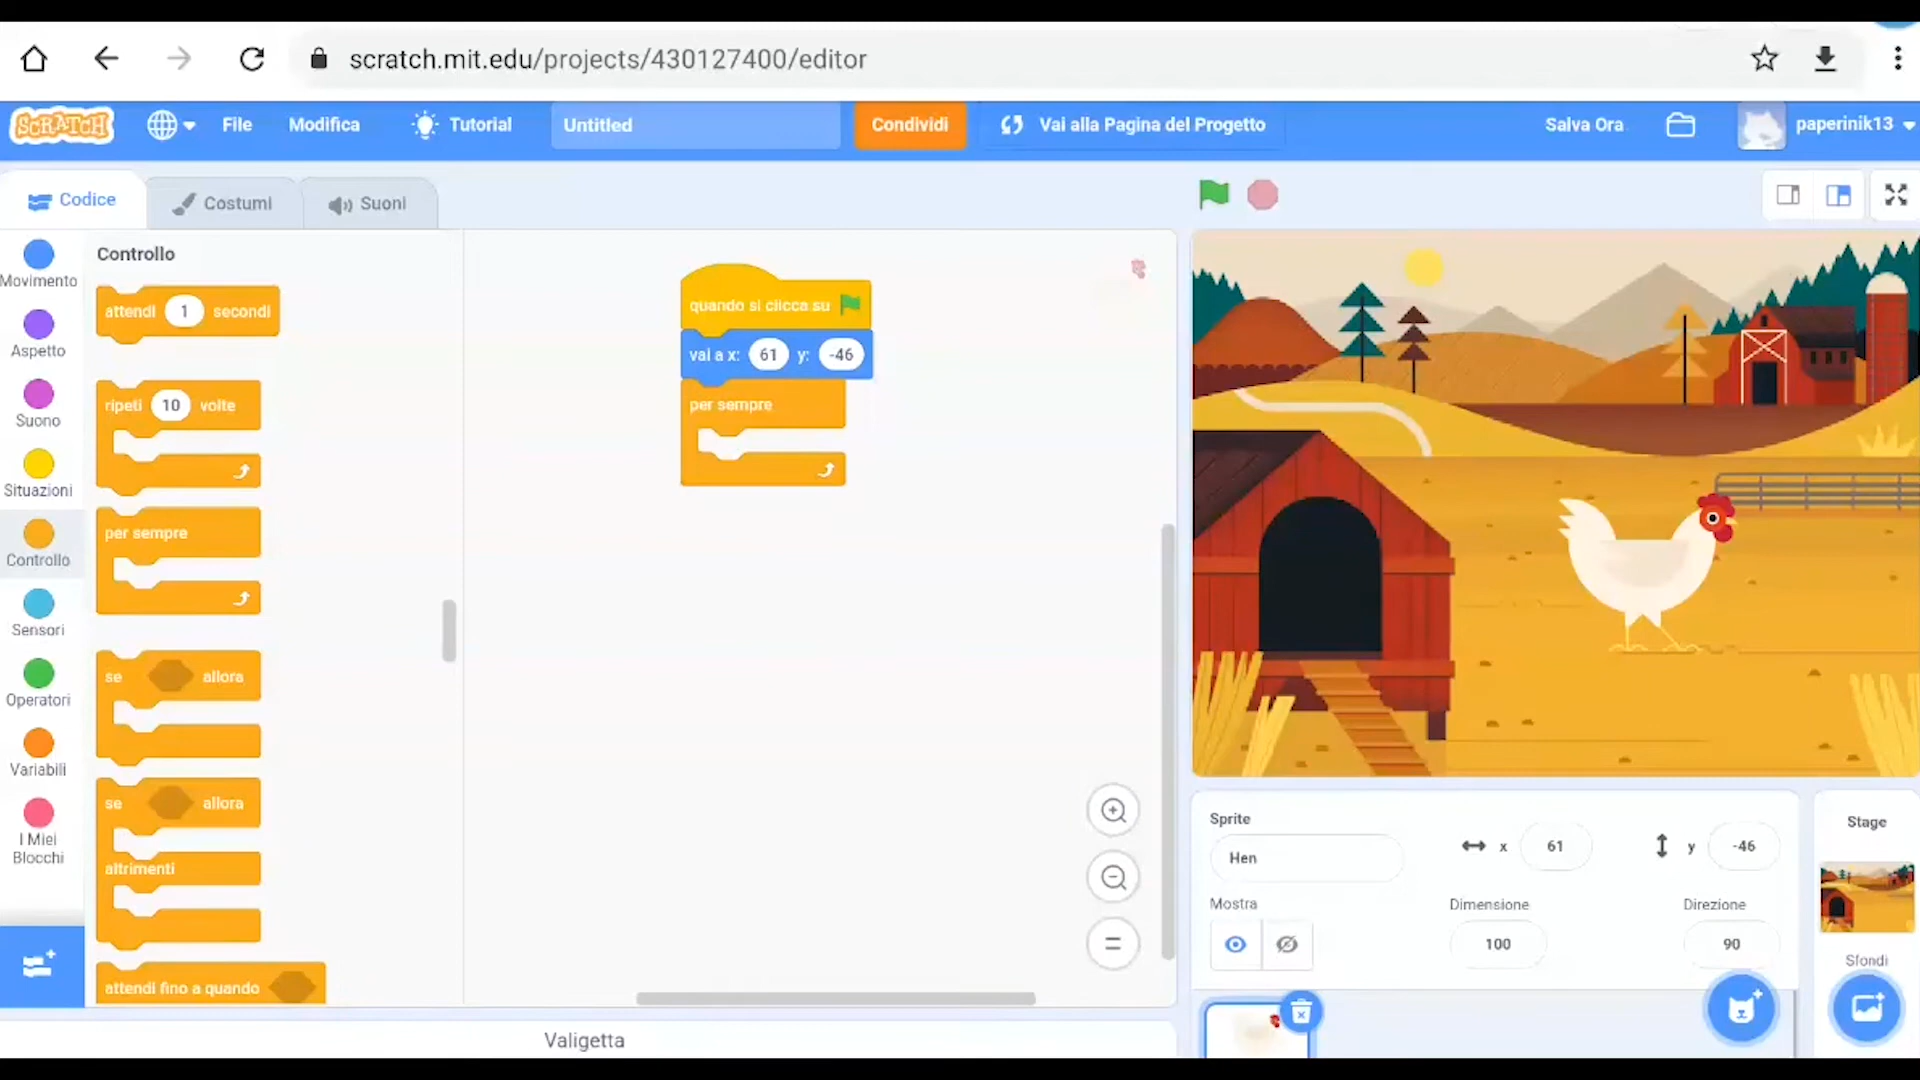 scratch.mit.edu/projects/430127400/editor
SCRATCH
File
Modifica
Tutorial
Untitled
Condividi
Vai alla Pagina del Progetto
Salva Ora
paperinik13
Codice
Costumi
Suoni
Movimento
Aspetto
Suono
Situazioni
Controllo
Sensori
Operatori
Variabili
I Miei
Blocchi
Controllo
attendi 1 secondi
ripeti 10 volte
per sempre
se allora
se allora
altrimenti
attendi fino a quando
quando si clicca su
vai a x: 61 y: -46
per sempre
Valigetta
Sprite
Hen
x 61
y -46
Mostra
Dimensione
100
Direzione
90
Stage
Sfondi